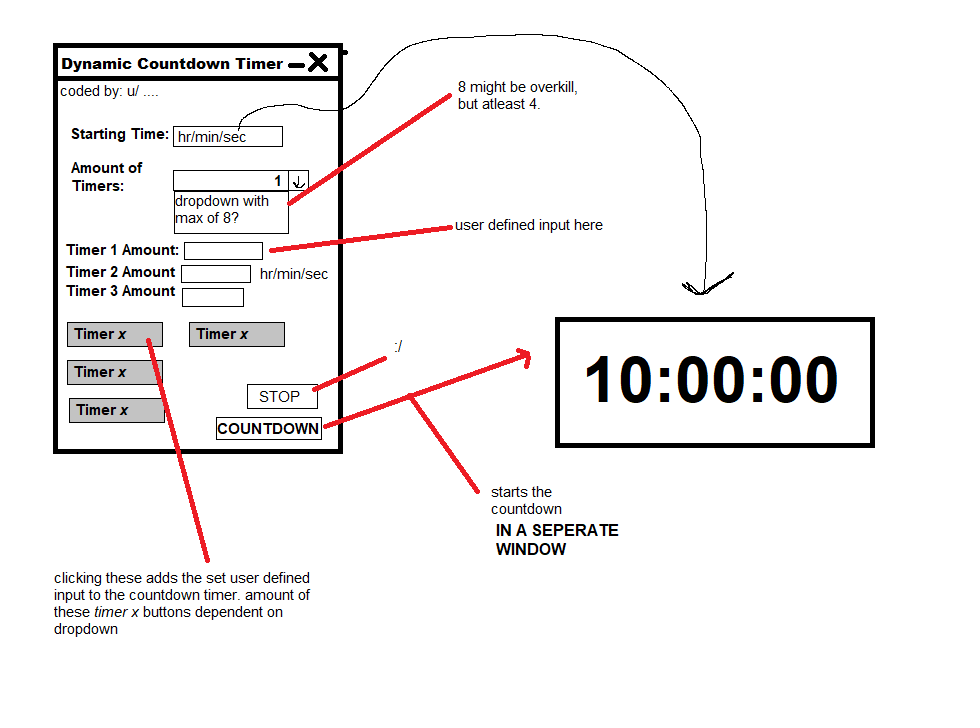 Dynamic Countdown Timer
coded by: u/ ....
8 might be overkill,
but atleast 4.
Starting Time: hr/min/sec
Amount of
Timers:
1
dropdown with
max of 8?
user defined input here
Timer 1 Amount:
Timer 2 Amount hr/min/sec
Timer 3 Amount
Timer x Timer x
:/
Timer x
STOP
Timer x
COUNTDOWN
10:00:00
starts the
countdown
IN A SEPERATE
WINDOW
clicking these adds the set user defined
input to the countdown timer. amount of
these timer x buttons dependent on
dropdown